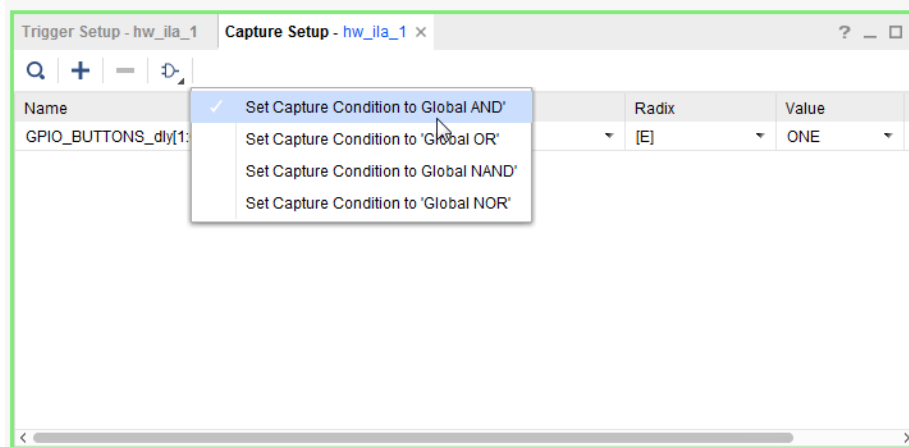 Trigger Setup - hw_ila_1 Capture Setup - hw_ila_1 × ? _
Name Radix Value
GPIO_BUTTONS_dly[1: [E] ONE
Set Capture Condition to Global AND'
Set Capture Condition to 'Global OR'
Set Capture Condition to Global NAND'
Set Capture Condition to 'Global NOR'